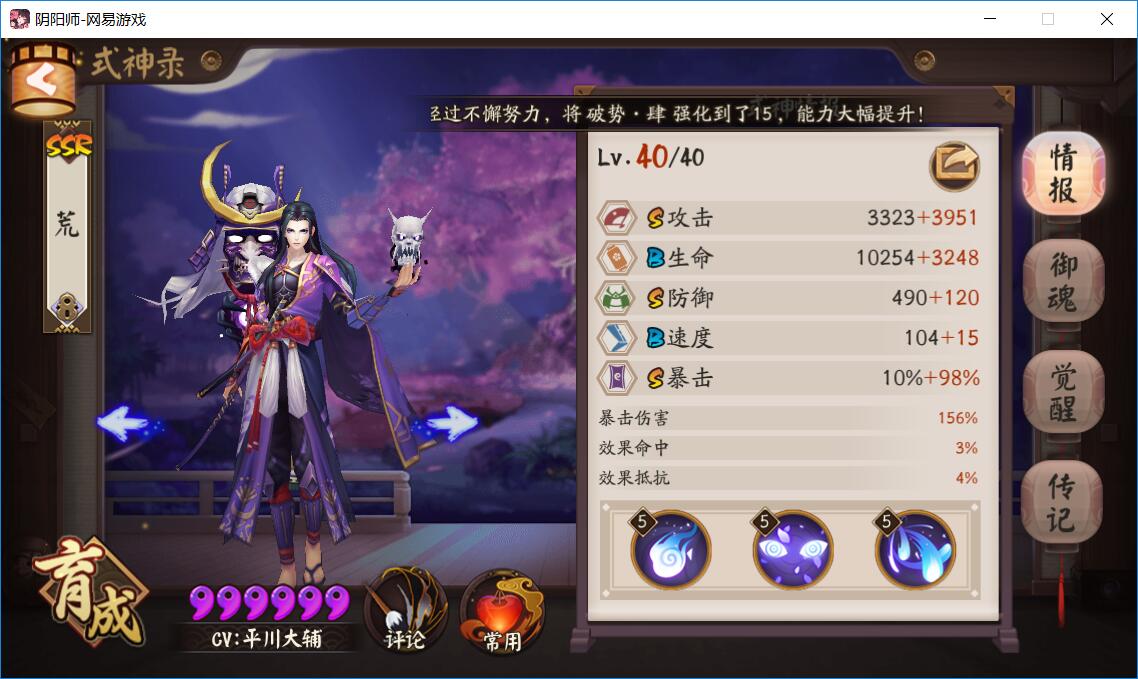 阴阳师-网易游戏
式神录
经过不懈努力，将 破势·肆 强化到了15，能力大幅提升！
SSR
荒
Lv.40/40
S攻击 3323+3951
B生命 10254+3248
S防御 490+120
B速度 104+15
S暴击 10%+98%
暴击伤害 156%
效果命中 3%
效果抵抗 4%
5 5 5
情报
御魂
觉醒
传记
育成
CV:平川大辅
评论
常用